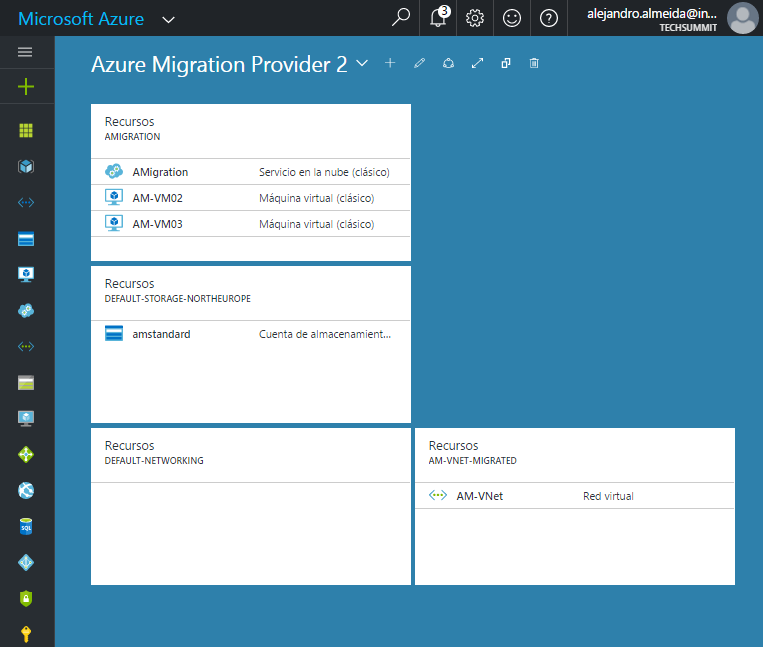 Microsoft Azure
3
alejandro.almeida@in...
TECHSUMMIT
Azure Migration Provider 2
Recursos
AMIGRATION
AMigration Servicio en la nube (clásico)
AM-VM02 Máquina virtual (clásico)
AM-VM03 Máquina virtual (clásico)
Recursos
DEFAULT-STORAGE-NORTHEUROPE
amstandard Cuenta de almacenamient...
Recursos
DEFAULT-NETWORKING
Recursos
AM-VNET-MIGRATED
AM-VNet Red virtual
SQL